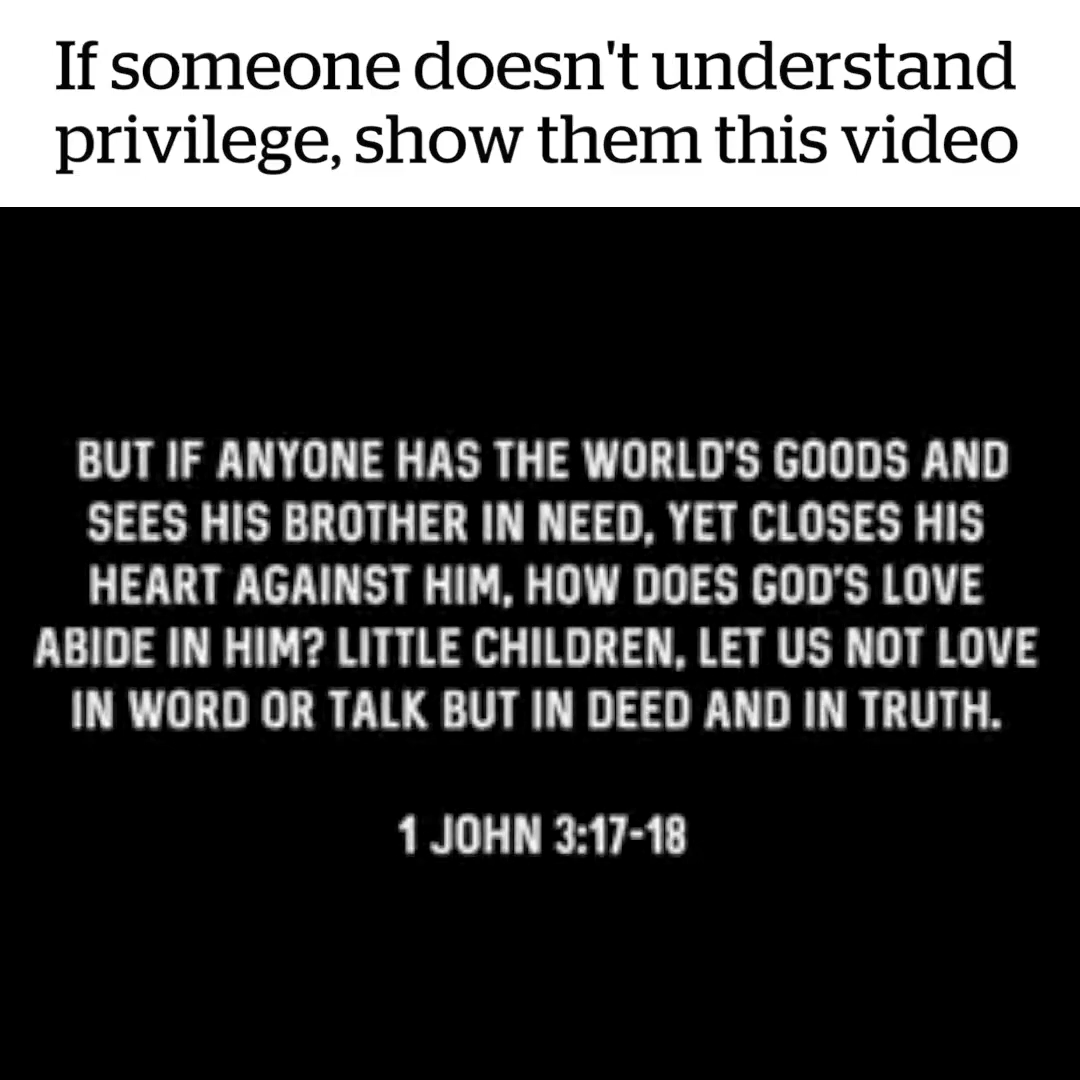 If someone doesn't understand
privilege, show them this video
BUT IF ANYONE HAS THE WORLD'S GOODS AND
SEES HIS BROTHER IN NEED, YET CLOSES HIS
HEART AGAINST HIM, HOW DOES GOD'S LOVE
ABIDE IN HIM? LITTLE CHILDREN, LET US NOT LOVE
IN WORD OR TALK BUT IN DEED AND IN TRUTH.
1 JOHN 3:17-18